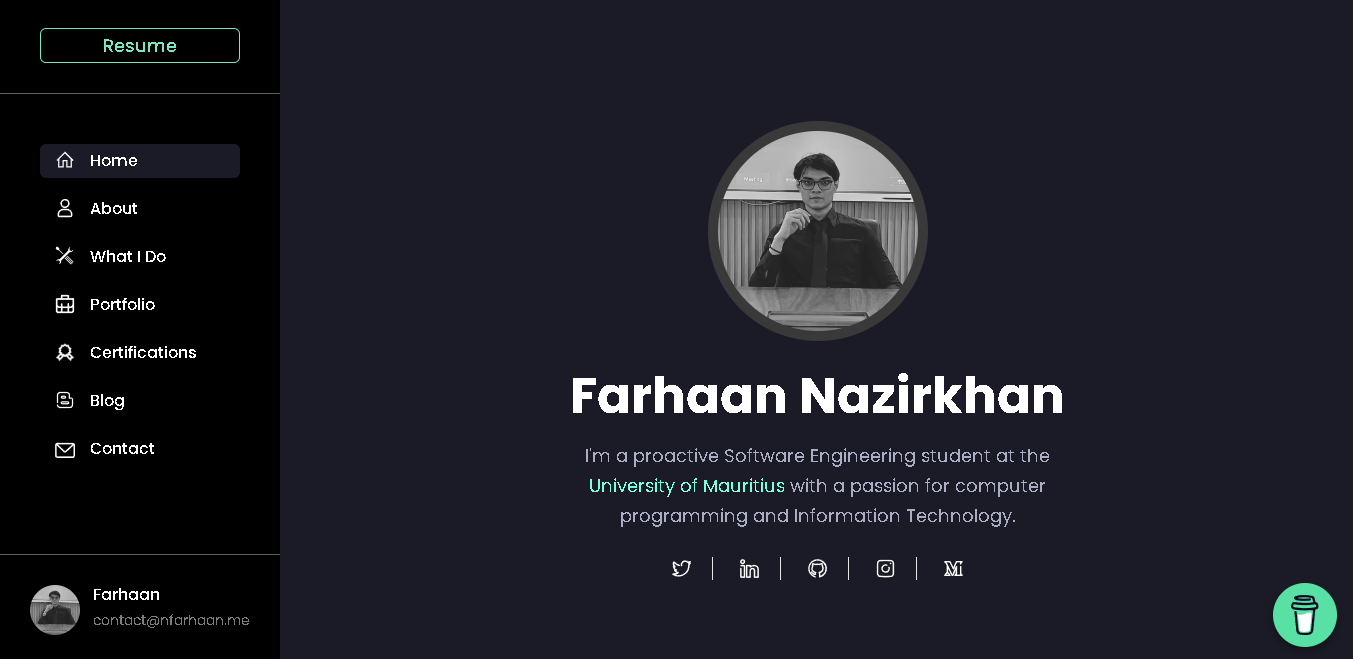 Resume
Home
About
What I Do
Portfolio
Certifications
Blog
Contact
Farhaan
contact@nfarhaan.me
Meeting
Farhaan Nazirkhan
I'm a proactive Software Engineering student at the
University of Mauritius with a passion for computer
programming and Information Technology.